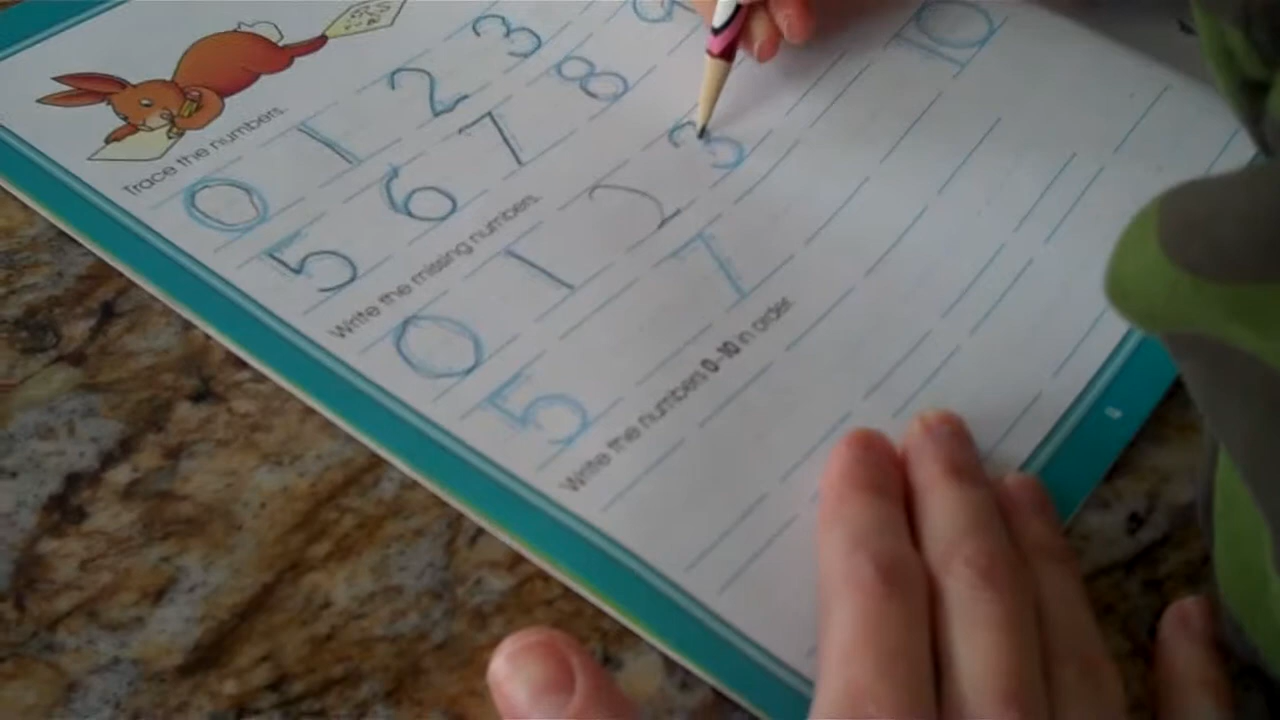 Trace the numbers.
0 1 2 3
5 6 7 8 9
Write the missing numbers.
0 1 2 3
5 7 10
Write the numbers 0–10 in order.